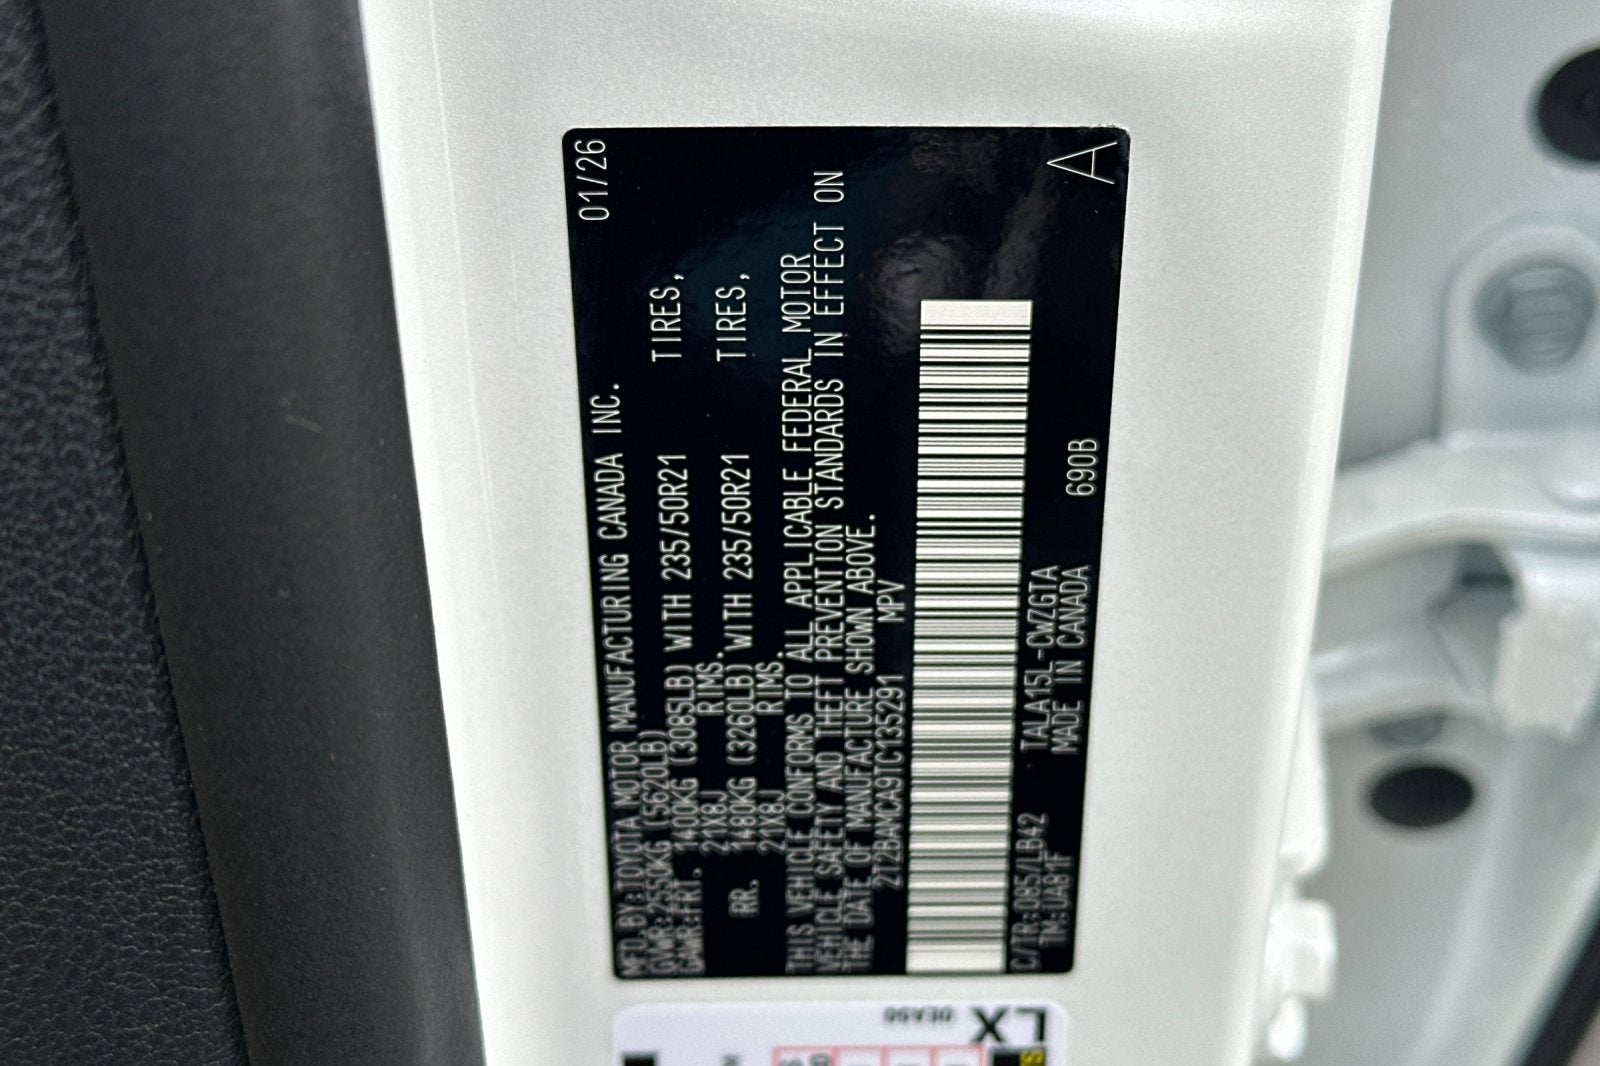 01/26
MFD.BY:TOYOTA MOTOR MANUFACTURING CANADA INC.
GVWR:2550KG (5620LB)
GAWR:FRT. 1400KG (3085LB) WITH 235/50R21 TIRES,
21X8J RIMS.
RR. 1480KG (3260LB) WITH 235/50R21 TIRES,
21X8J RIMS.
THIS VEHICLE CONFORMS TO ALL APPLICABLE FEDERAL MOTOR
VEHICLE SAFETY AND THEFT PREVENTION STANDARDS IN EFFECT ON
THE DATE OF MANUFACTURE SHOWN ABOVE.
2T2BAMCA9TC135291 MPV
C/TR:085/LB42 TALA15L-CWZGTA 690B
TM:UA81F MADE IN CANADA
A
LX
0EA50